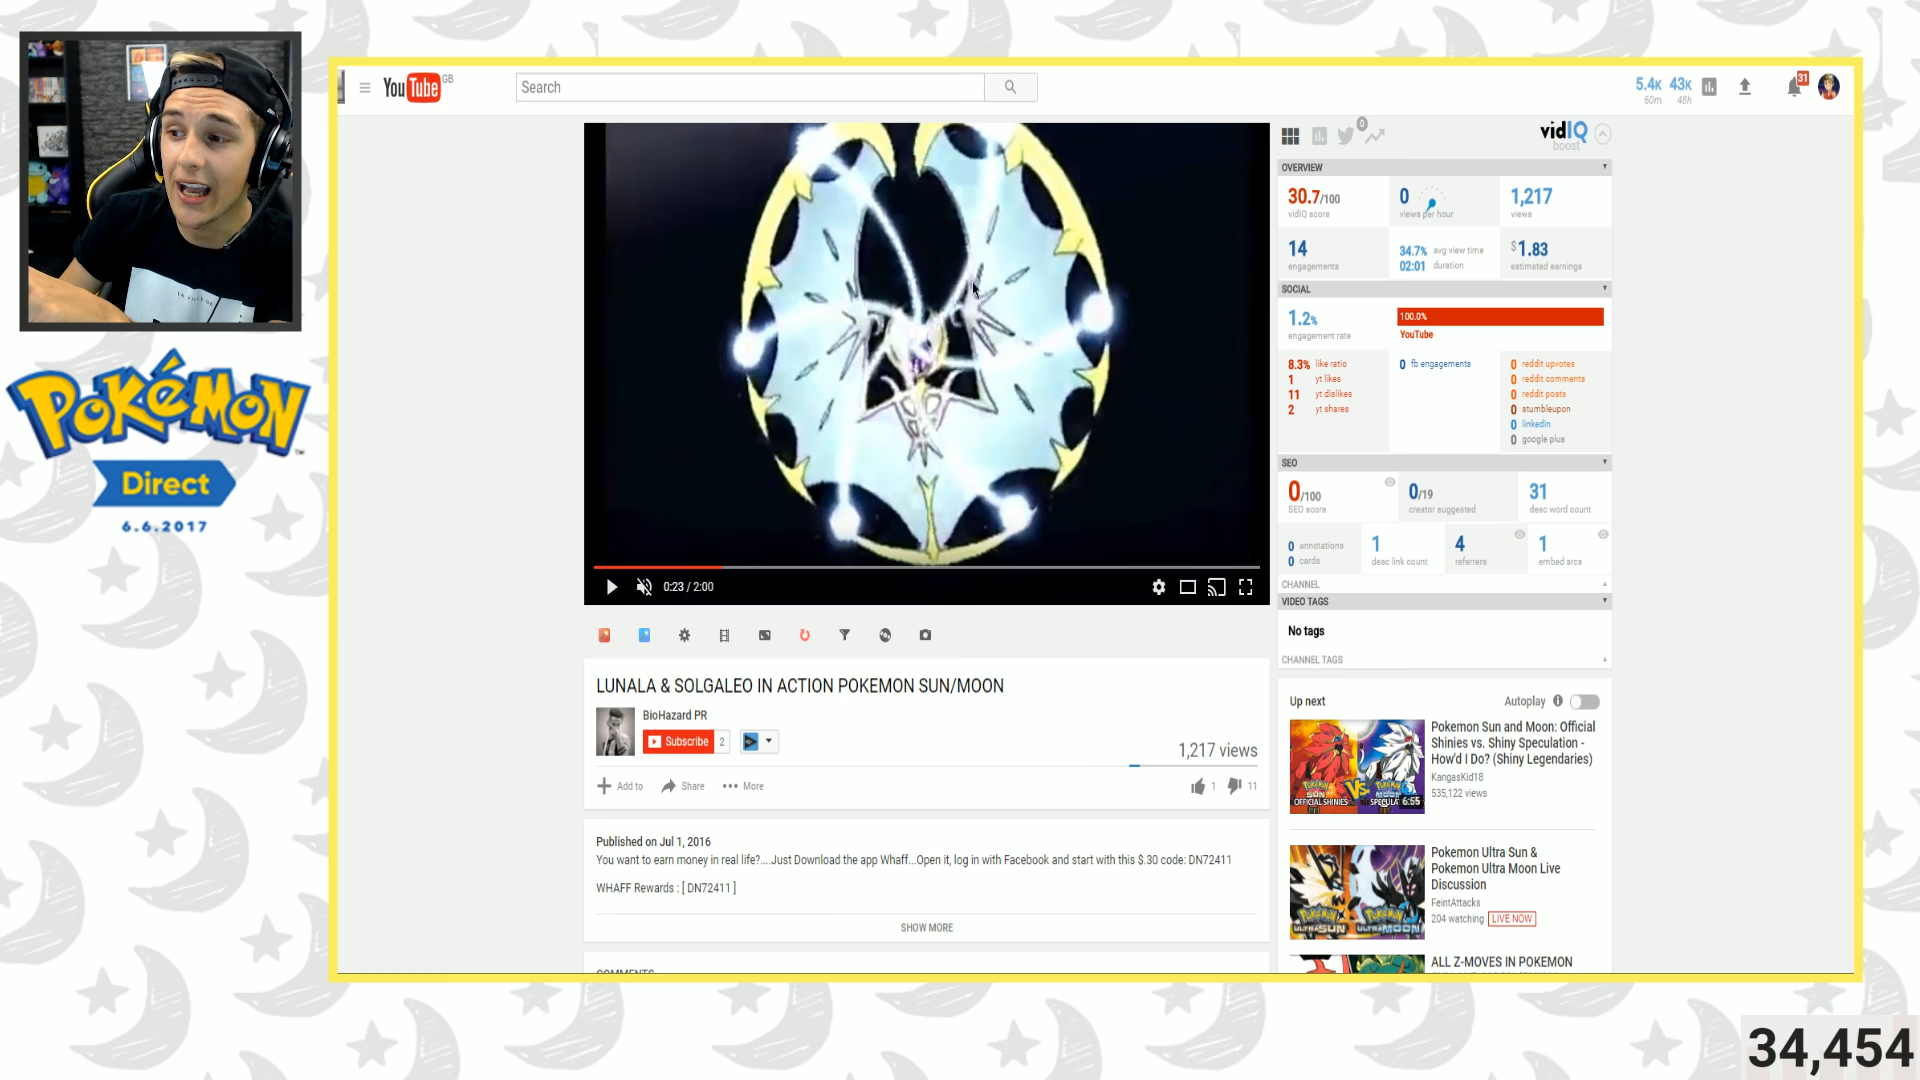 POKéMON
Direct
6.6.2017
YouTube GB
Search
5.4K 43K
60m 48h
31
0
vidIQ
boost
OVERVIEW
30.7/100
vidIQ score
0
views per hour
1,217
views
14
engagements
34.7% avg view time
02:01 duration
$1.83
estimated earnings
SOCIAL
1.2%
engagement rate
100.0%
YouTube
8.3% like ratio
1 yt likes
11 yt dislikes
2 yt shares
0 fb engagements
0 reddit upvotes
0 reddit comments
0 reddit posts
0 stumbleupon
0 linkedin
0 google plus
SEO
0/100
SEO score
0/19
creator suggested
31
desc word count
0 annotations
0 cards
1
desc link count
4
referrers
1
embed srcs
CHANNEL
VIDEO TAGS
No tags
CHANNEL TAGS
0:23 / 2:00
LUNALA & SOLGALEO IN ACTION POKEMON SUN/MOON
BioHazard PR
Subscribe 2
1,217 views
Add to Share More
1 11
Published on Jul 1, 2016
You want to earn money in real life?....Just Download the app Whaff...Open it, log in with Facebook and start with this $.30 code: DN72411
WHAFF Rewards : [ DN72411 ]
SHOW MORE
COMMENTS
Up next
Autoplay
Pokemon Sun and Moon: Official
Shinies vs. Shiny Speculation -
How'd I Do? (Shiny Legendaries)
KangasKid18
535,122 views
VS.
OFFICIAL SHINIES
6:55
Pokemon Ultra Sun &
Pokemon Ultra Moon Live
Discussion
FeintAttacks
204 watching LIVE NOW
ULTRA SUN
ULTRA MOON
ALL Z-MOVES IN POKEMON
34,454